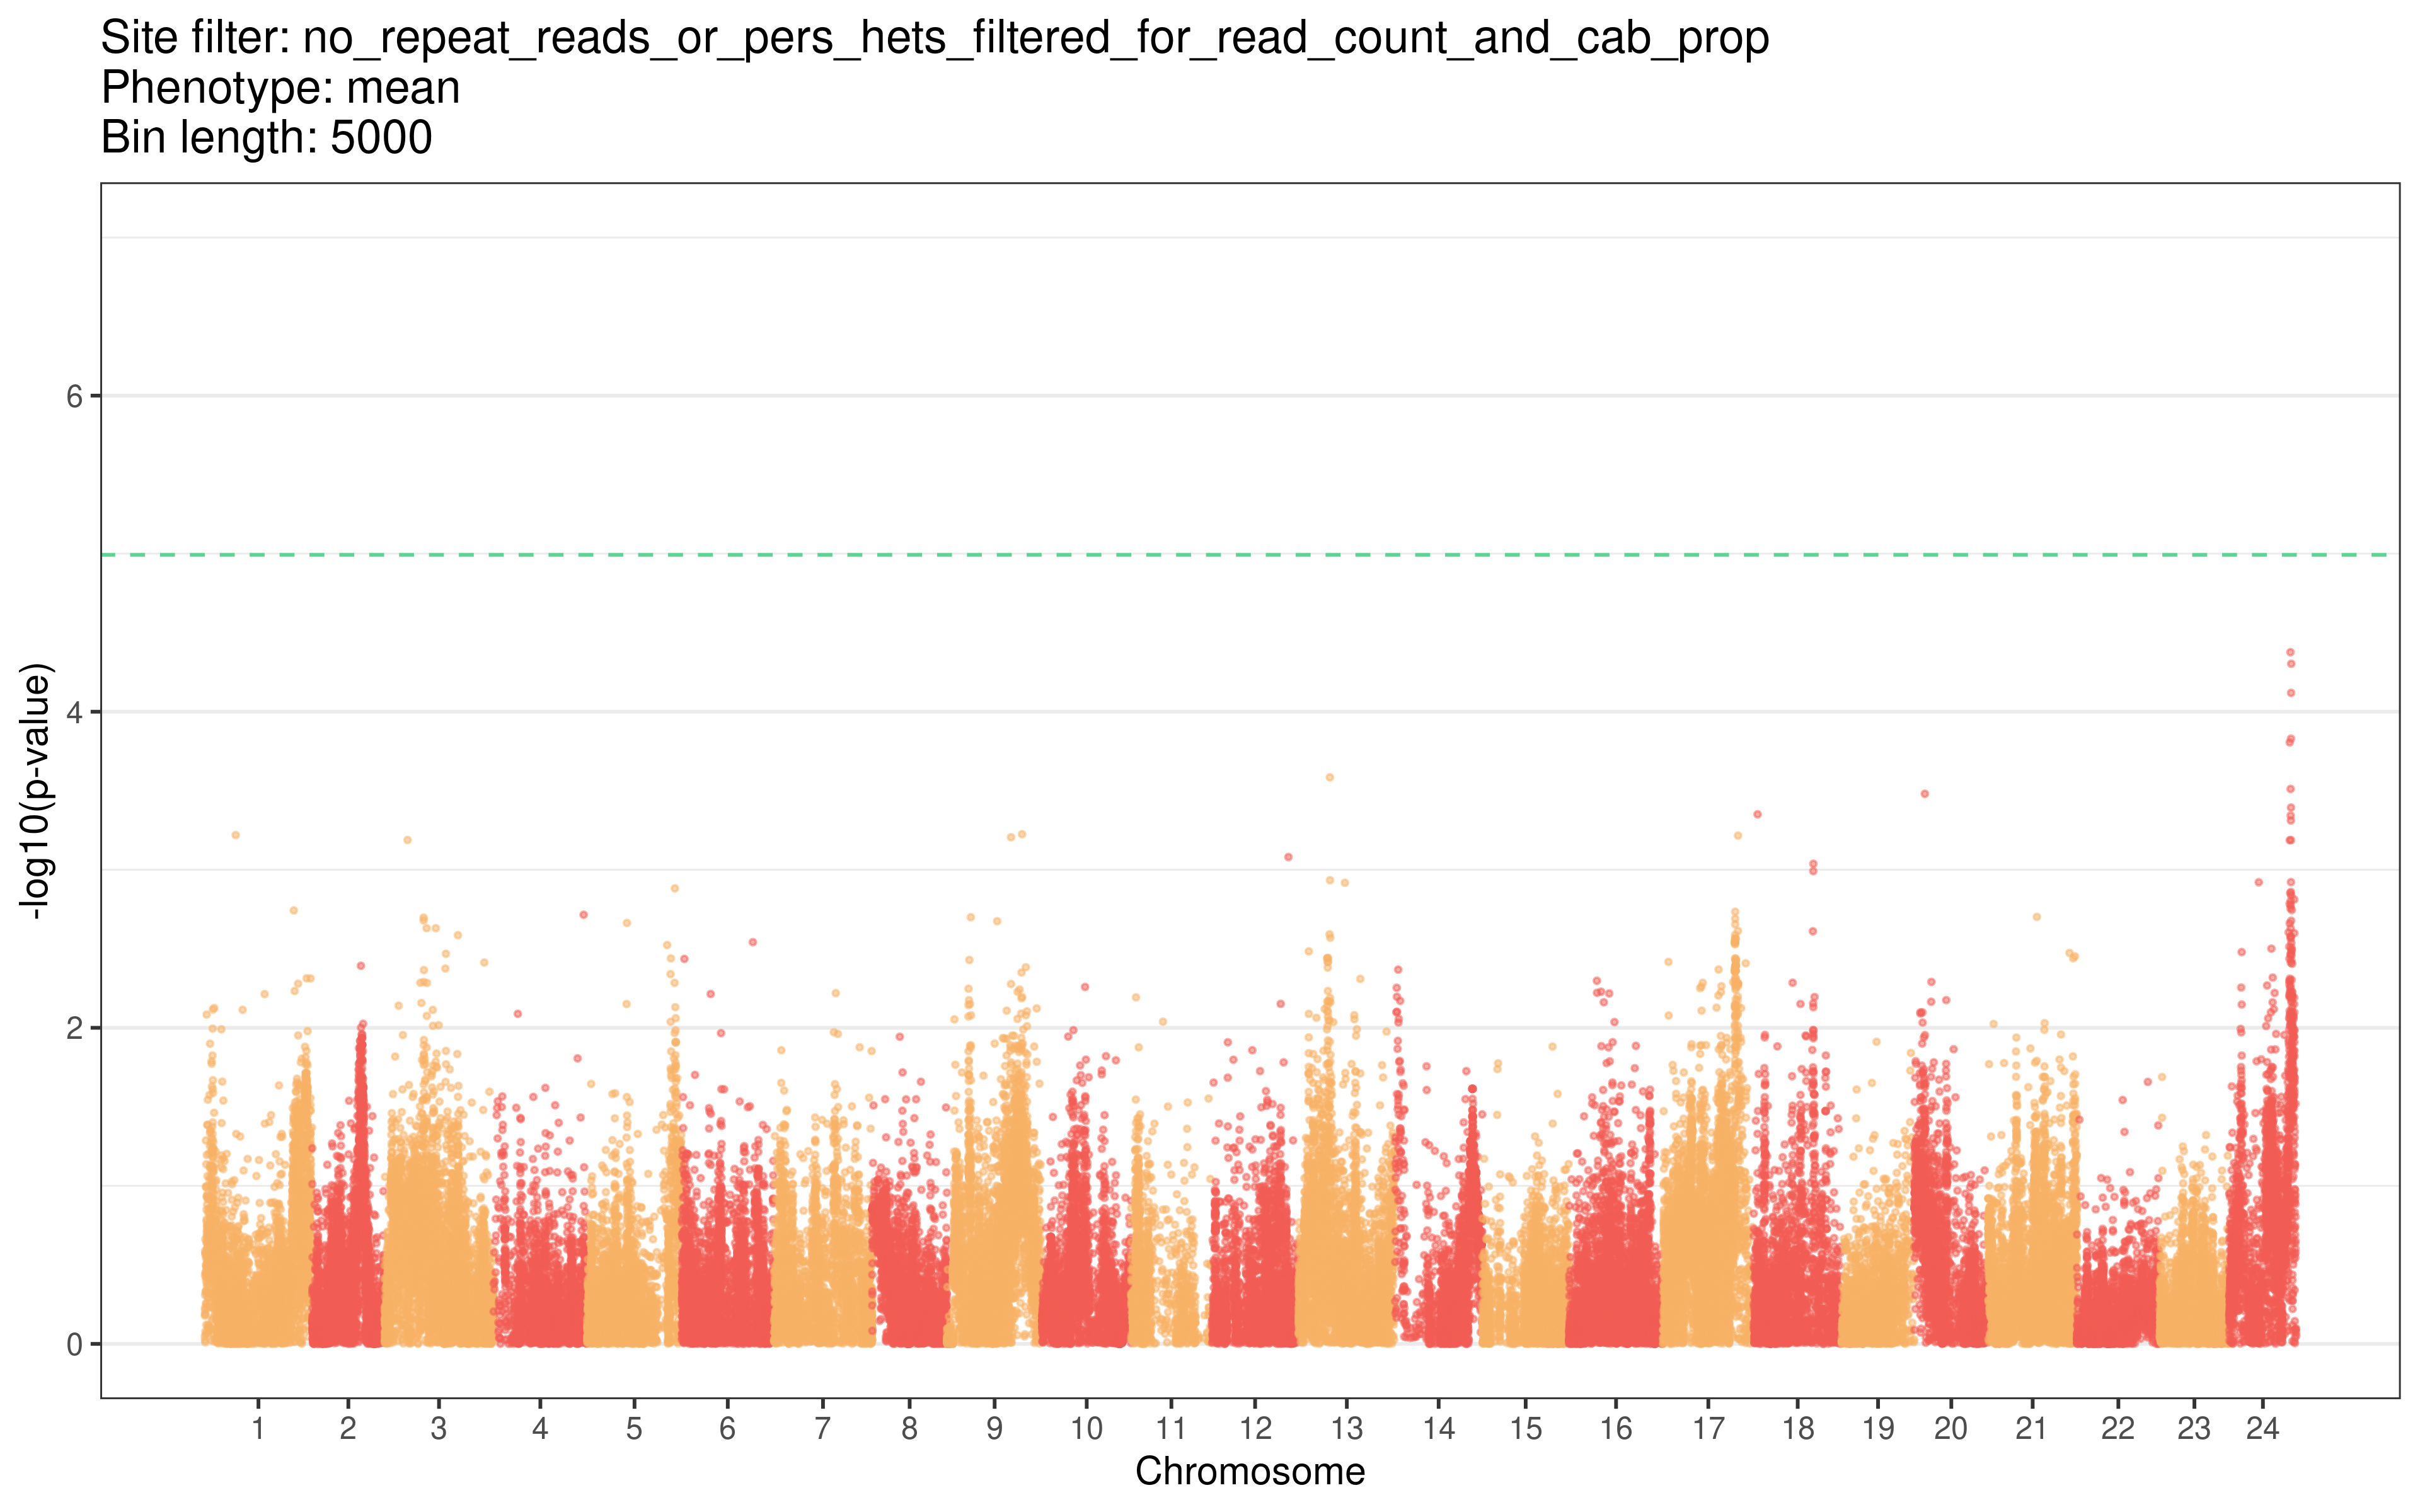 Site filter: no_repeat_reads_or_pers_hets_filtered_for_read_count_and_cab_prop
Phenotype: mean
Bin length: 5000
6
4
2
0
-log10(p-value)
1 2 3 4 5 6 7 8 9 10 11 12 13 14 15 16 17 18 19 20 21 22 23 24
Chromosome